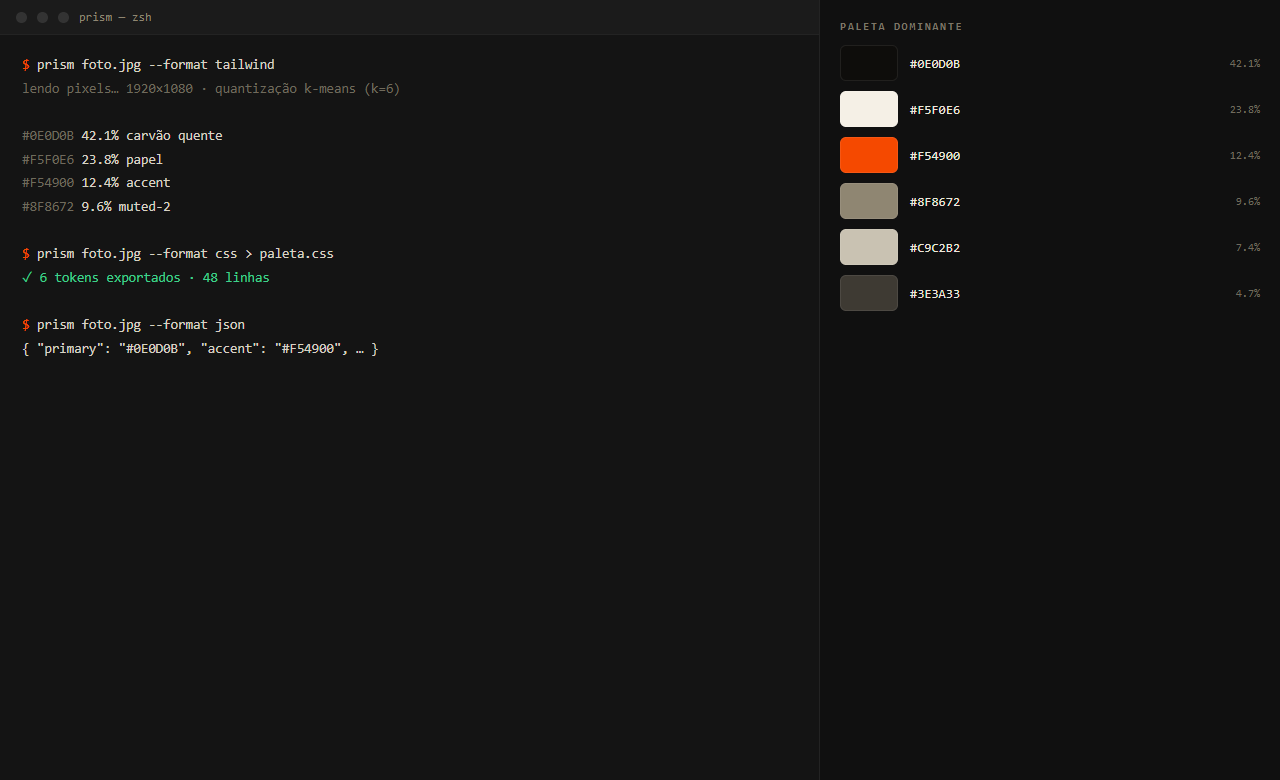 prism — zsh
$ prism foto.jpg --format tailwind
lendo pixels… 1920×1080 · quantização k-means (k=6)
#0E0D0B 42.1% carvão quente
#F5F0E6 23.8% papel
#F54900 12.4% accent
#8F8672 9.6% muted-2
$ prism foto.jpg --format css > paleta.css
✓ 6 tokens exportados · 48 linhas
$ prism foto.jpg --format json
{ "primary": "#0E0D0B", "accent": "#F54900", … }
PALETA DOMINANTE
#0E0D0B 42.1%
#F5F0E6 23.8%
#F54900 12.4%
#8F8672 9.6%
#C9C2B2 7.4%
#3E3A33 4.7%